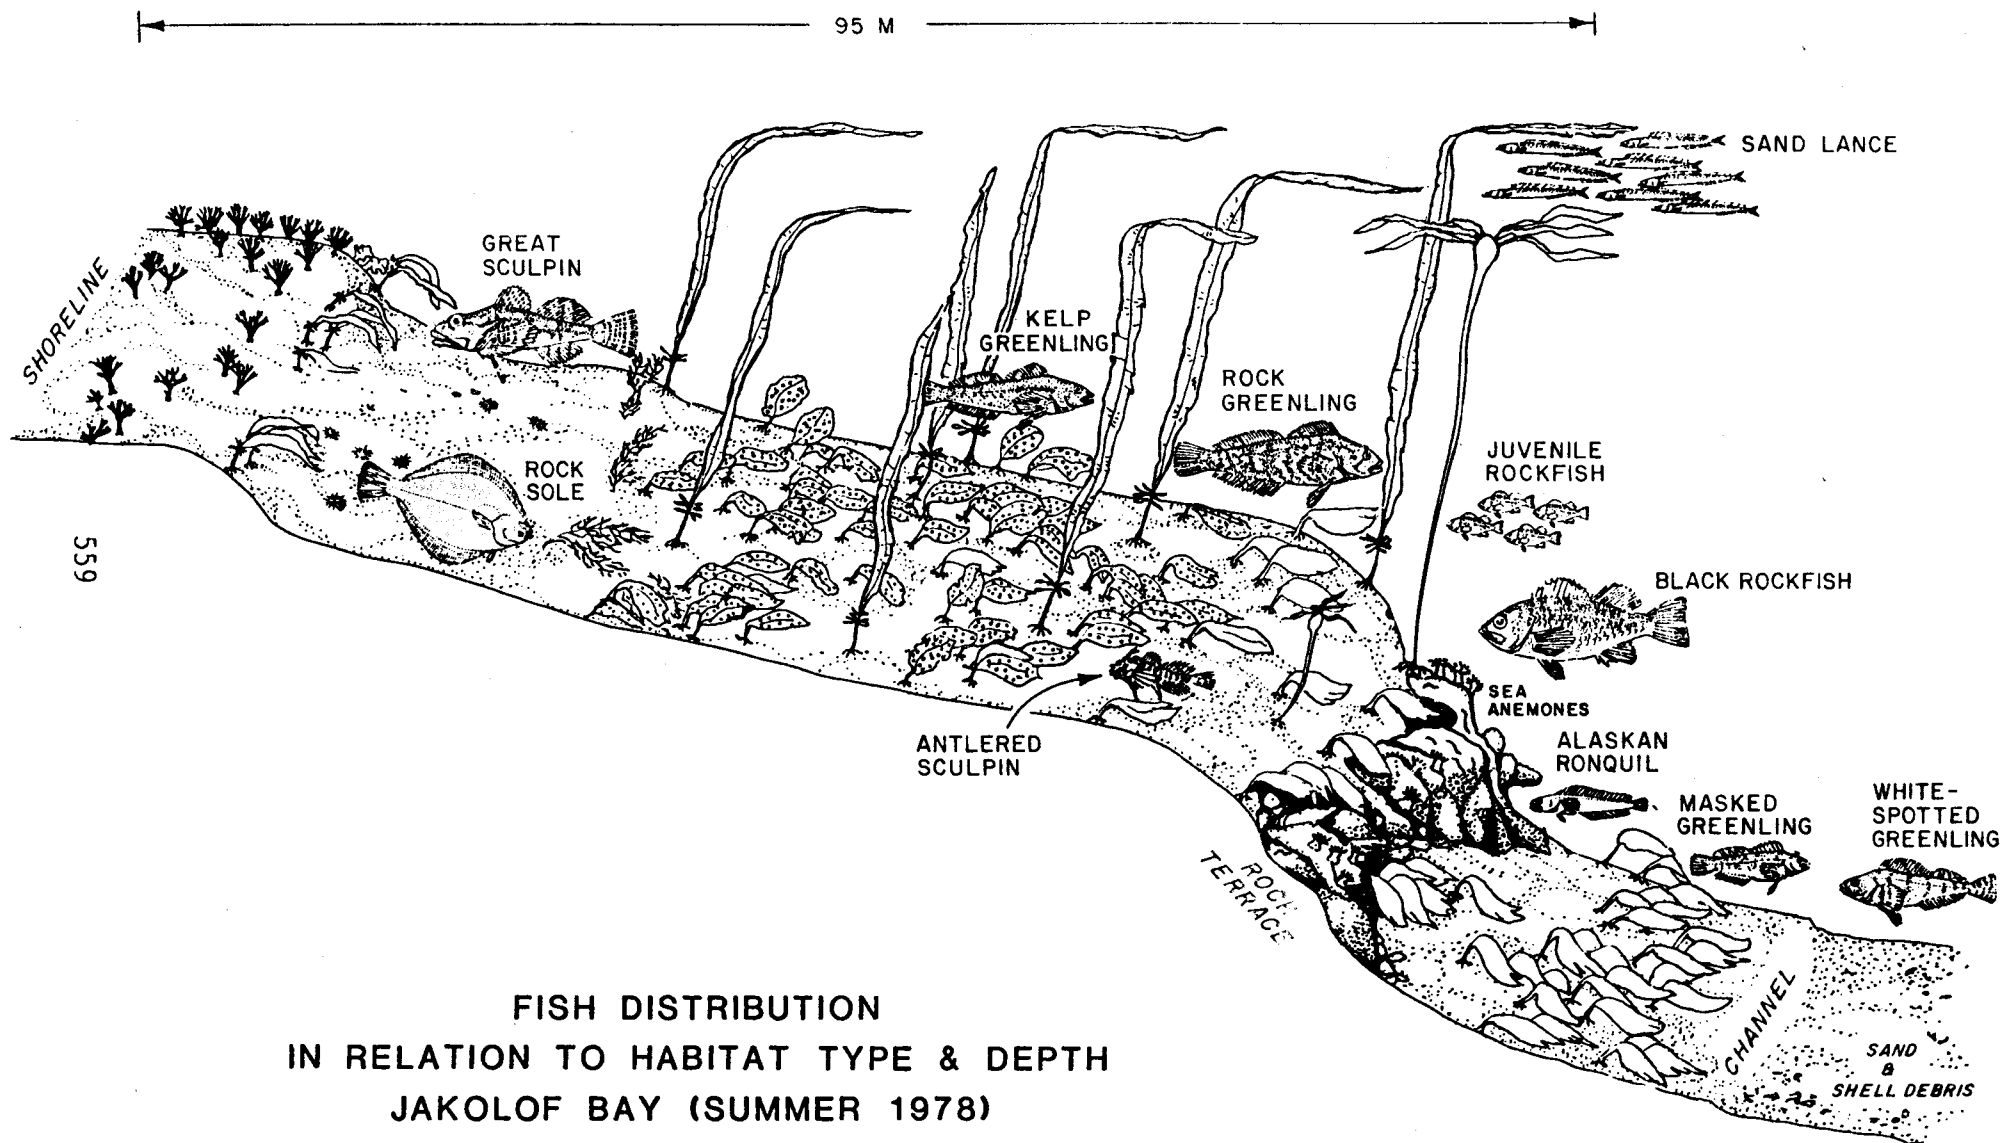 95 M
SAND LANCE
GREAT
SCULPIN
SHORELINE
KELP
GREENLING
ROCK
GREENLING
JUVENILE
ROCKFISH
ROCK
SOLE
559
BLACK ROCKFISH
SEA
ANEMONES
ANTLERED
SCULPIN
ALASKAN
RONQUIL
MASKED
GREENLING
WHITE-
SPOTTED
GREENLING
ROCK
TERRACE
CHANNEL
SAND
&
SHELL DEBRIS
FISH DISTRIBUTION
IN RELATION TO HABITAT TYPE & DEPTH
JAKOLOF BAY (SUMMER 1978)